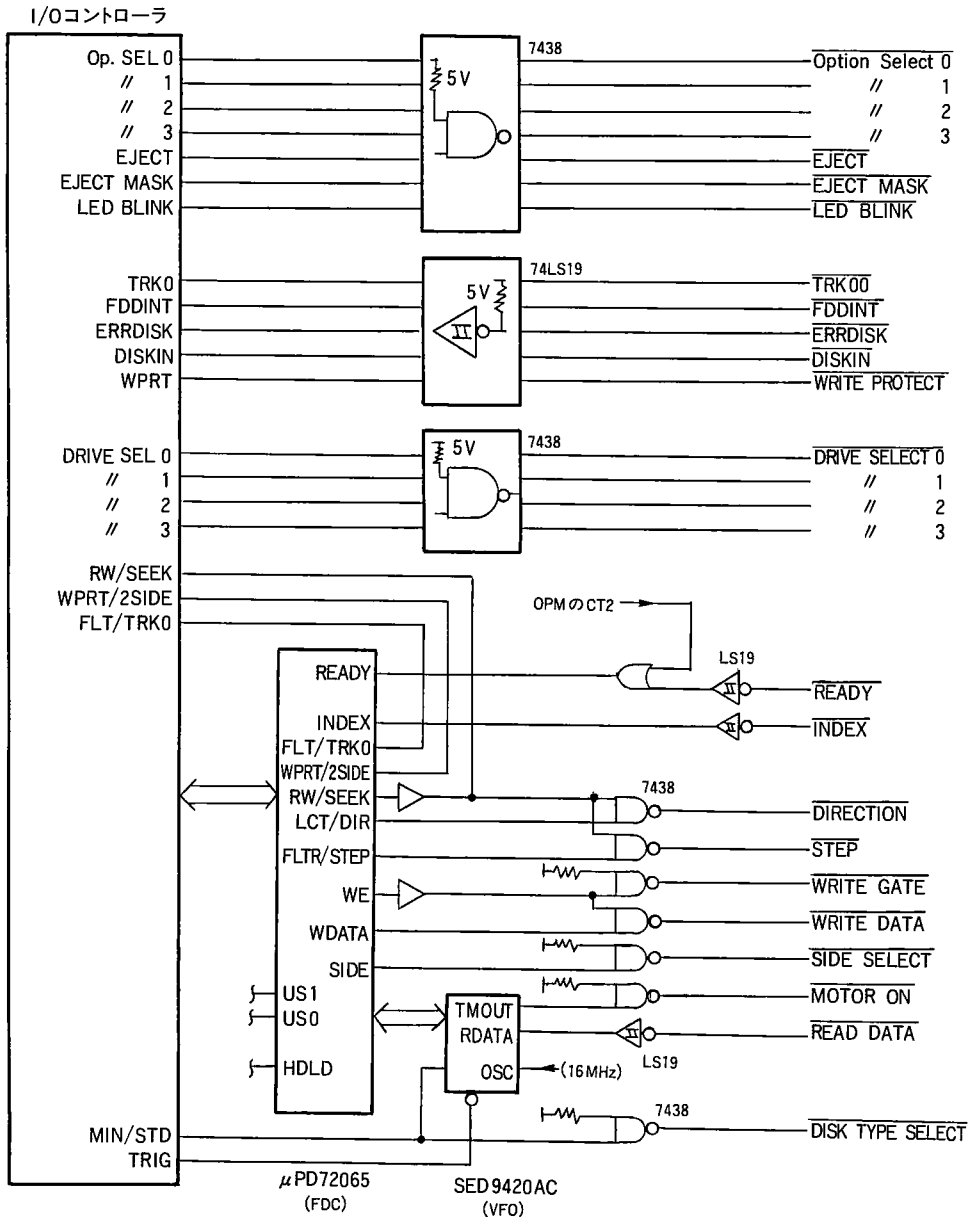 I/Oコントローラ
Op. SEL 0
〃 1
〃 2
〃 3
EJECT
EJECT MASK
LED BLINK
7438
5V
Option Select 0
〃 1
〃 2
〃 3
EJECT
EJECT MASK
LED BLINK
TRK0
FDDINT
ERRDISK
DISKIN
WPRT
74LS19
5V
TRK00
FDDINT
ERRDISK
DISKIN
WRITE PROTECT
DRIVE SEL 0
〃 1
〃 2
〃 3
7438
5V
DRIVE SELECT 0
〃 1
〃 2
〃 3
RW/SEEK
WPRT/2SIDE
FLT/TRK0
OPMのCT2
LS19
READY
INDEX
FLT/TRK0
WPRT/2SIDE
RW/SEEK
LCT/DIR
FLTR/STEP
WE
WDATA
SIDE
US1
US0
HDLD
READY
INDEX
7438
DIRECTION
STEP
WRITE GATE
WRITE DATA
SIDE SELECT
MOTOR ON
READ DATA
TMOUT
RDATA
OSC
LS19
(16MHz)
7438
DISK TYPE SELECT
MIN/STD
TRIG
μPD72065
(FDC)
SED9420AC
(VFO)